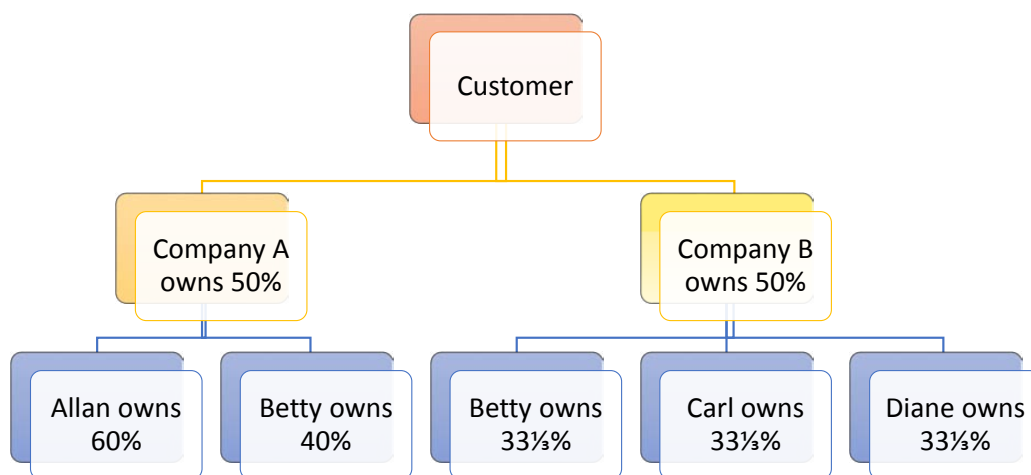 Customer
Company A
owns 50%
Company B
owns 50%
Allan owns
60%
Betty owns
40%
Betty owns
33⅓%
Carl owns
33⅓%
Diane owns
33⅓%